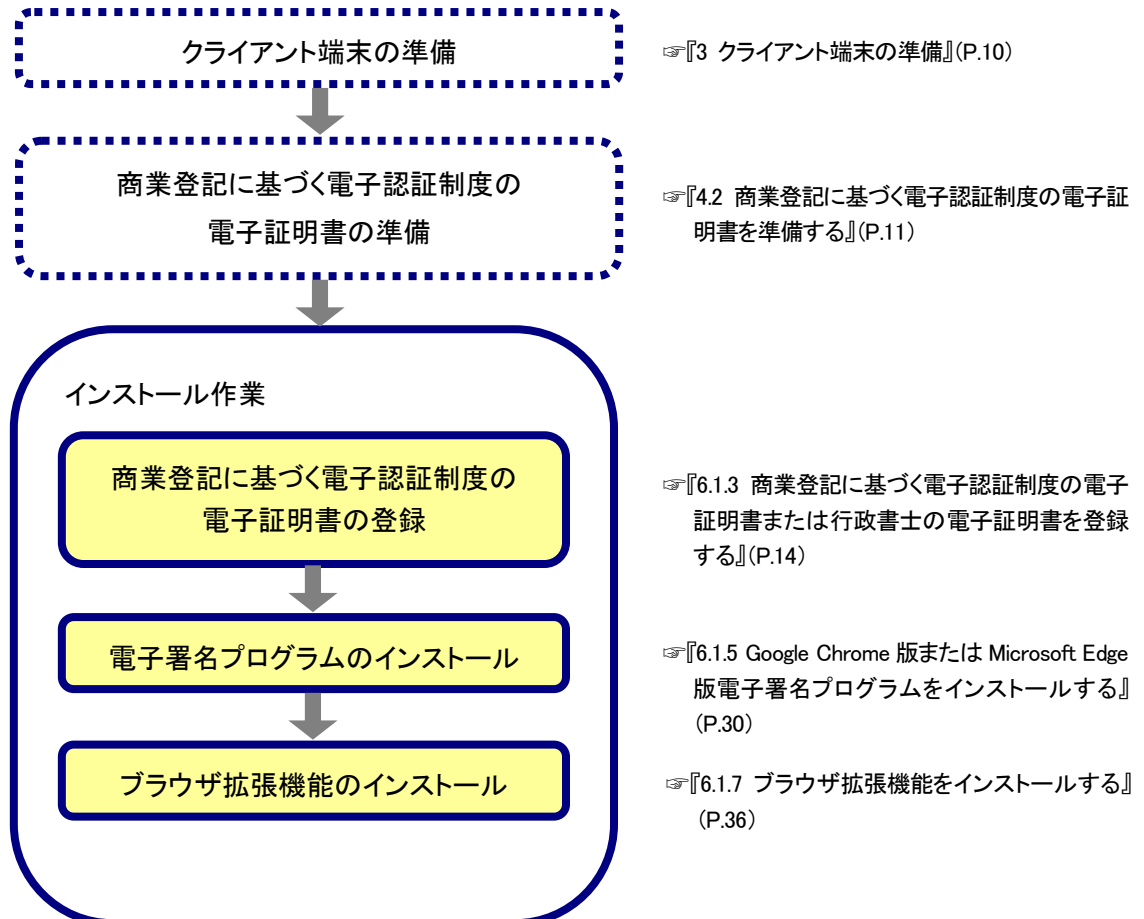 クライアント端末の準備
☞『3 クライアント端末の準備』(P.10)
商業登記に基づく電子認証制度の
電子証明書の準備
☞『4.2 商業登記に基づく電子認証制度の電子証
明書を準備する』(P.11)
インストール作業
商業登記に基づく電子認証制度の
電子証明書の登録
☞『6.1.3 商業登記に基づく電子認証制度の電子
証明書または行政書士の電子証明書を登録
する』(P.14)
電子署名プログラムのインストール
☞『6.1.5 Google Chrome 版または Microsoft Edge
版電子署名プログラムをインストールする』
(P.30)
ブラウザ拡張機能のインストール
☞『6.1.7 ブラウザ拡張機能をインストールする』
(P.36)